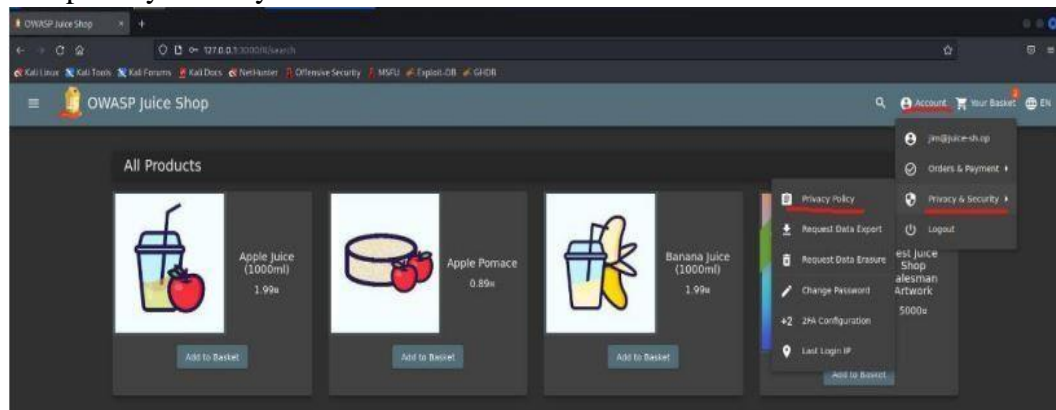 OWASP Juice Shop
127.0.0.1:3000/#/search
Kali Linux Kali Tools Kali Forums Kali Docs NetHunter Offensive Security MSFU Exploit-DB GHDB
OWASP Juice Shop
Account Your Basket 2 EN
jim@juice-sh.op
Orders & Payment
Privacy & Security
Logout
All Products
Privacy Policy
Request Data Export
Request Data Erasure
Change Password
+2 2FA Configuration
Last Login IP
Apple Juice
(1000ml)
1.99¤
Add to Basket
Apple Pomace
0.89¤
Add to Basket
Banana Juice
(1000ml)
1.99¤
Add to Basket
est Juice
Shop
alesman
Artwork
5000¤
Add to Basket